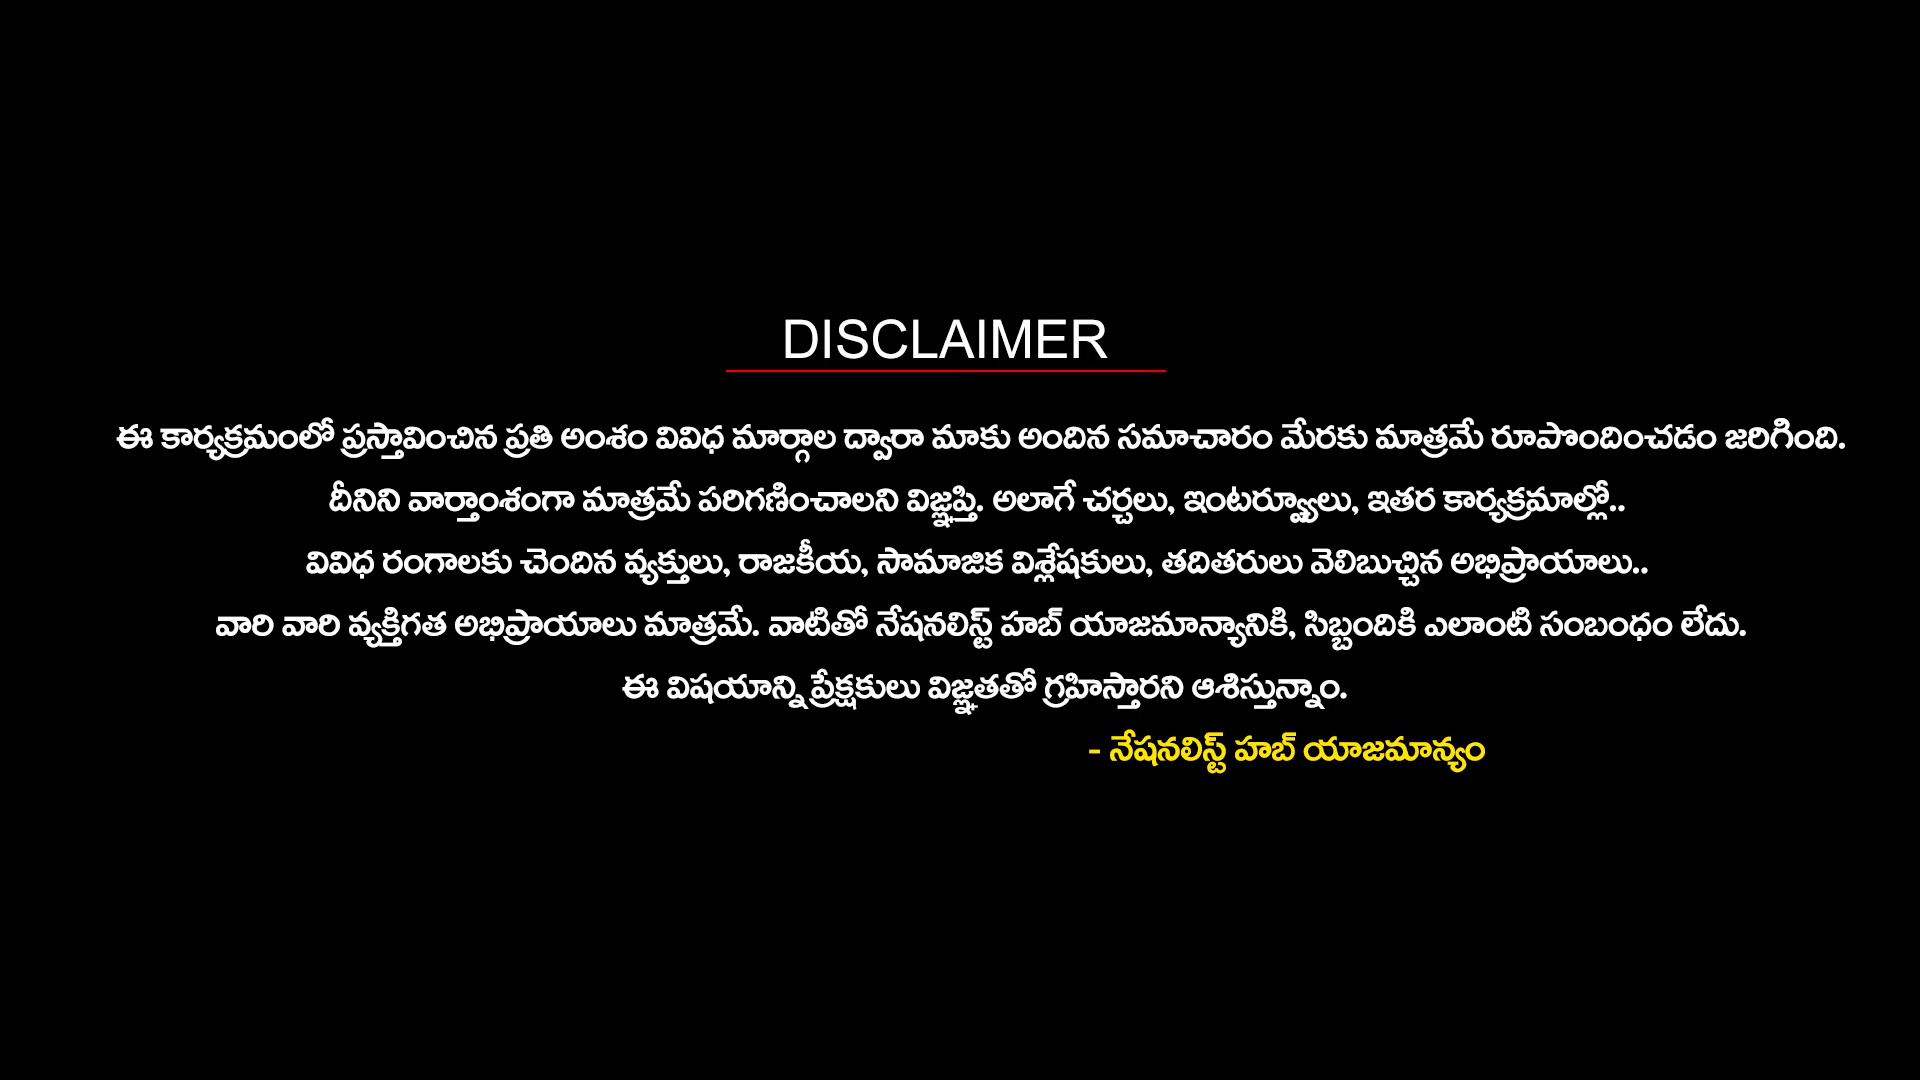 DISCLAIMER
ఈ కార్యక్రమంలో ప్రస్తావించిన ప్రతి అంశం వివిధ మార్గాల ద్వారా మాకు అందిన సమాచారం మేరకు మాత్రమే రూపొందించడం జరిగింది.
దీనిని వార్తాంశంగా మాత్రమే పరిగణించాలని విజ్ఞప్తి. అలాగే చర్చలు, ఇంటర్వ్యూలు, ఇతర కార్యక్రమాల్లో..
వివిధ రంగాలకు చెందిన వ్యక్తులు, రాజకీయ, సామాజిక విశ్లేషకులు, తదితరులు వెలిబుచ్చిన అభిప్రాయాలు..
వారి వారి వ్యక్తిగత అభిప్రాయాలు మాత్రమే. వాటితో నేషనలిస్ట్ హబ్ యాజమాన్యానికి, సిబ్బందికి ఎలాంటి సంబంధం లేదు.
ఈ విషయాన్ని ప్రేక్షకులు విజ్ఞతతో గ్రహిస్తారని ఆశిస్తున్నాం.
- నేషనలిస్ట్ హబ్ యాజమాన్యం